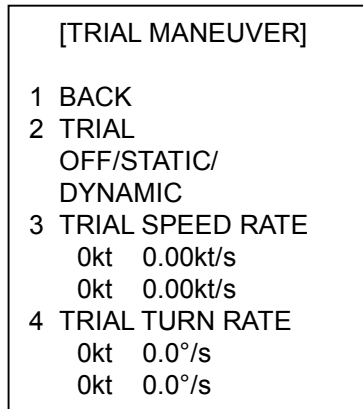 [TRIAL MANEUVER]
1 BACK
2 TRIAL
OFF/STATIC/
DYNAMIC
3 TRIAL SPEED RATE
0kt 0.00kt/s
0kt 0.00kt/s
4 TRIAL TURN RATE
0kt 0.0°/s
0kt 0.0°/s